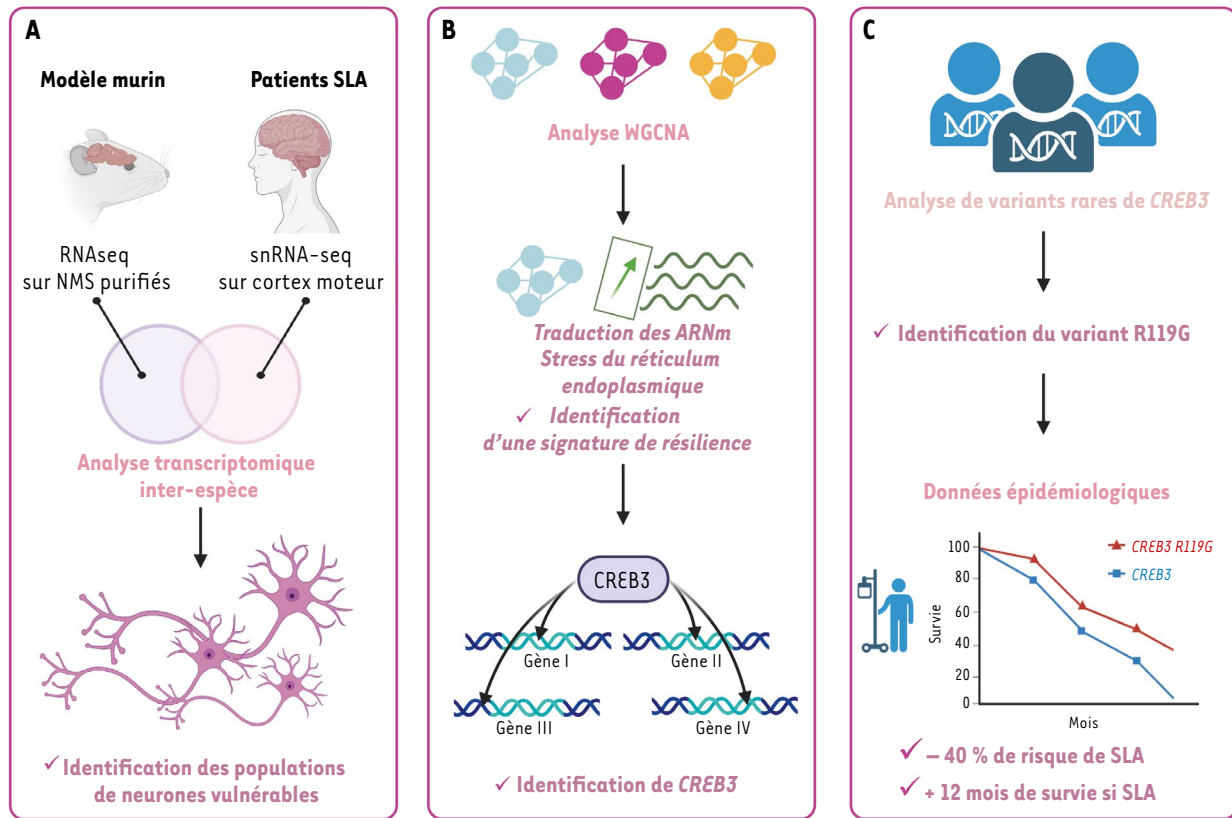 A
Modèle murin
Patients SLA
RNAseq
sur NMS purifiés
snRNA-seq
sur cortex moteur
Analyse transcriptomique
inter-espèce
✓ Identification des populations
de neurones vulnérables
B
Analyse WGCNA
Traduction des ARNm
Stress du réticulum
endoplasmique
✓ Identification
d’une signature de résilience
CREB3
Gène I
Gène II
Gène III
Gène IV
✓ Identification de CREB3
C
Analyse de variants rares de CREB3
✓ Identification du variant R119G
Données épidémiologiques
100
80
60
40
20
0
Survie
Mois
CREB3 R119G
CREB3
✓ – 40 % de risque de SLA
✓ + 12 mois de survie si SLA